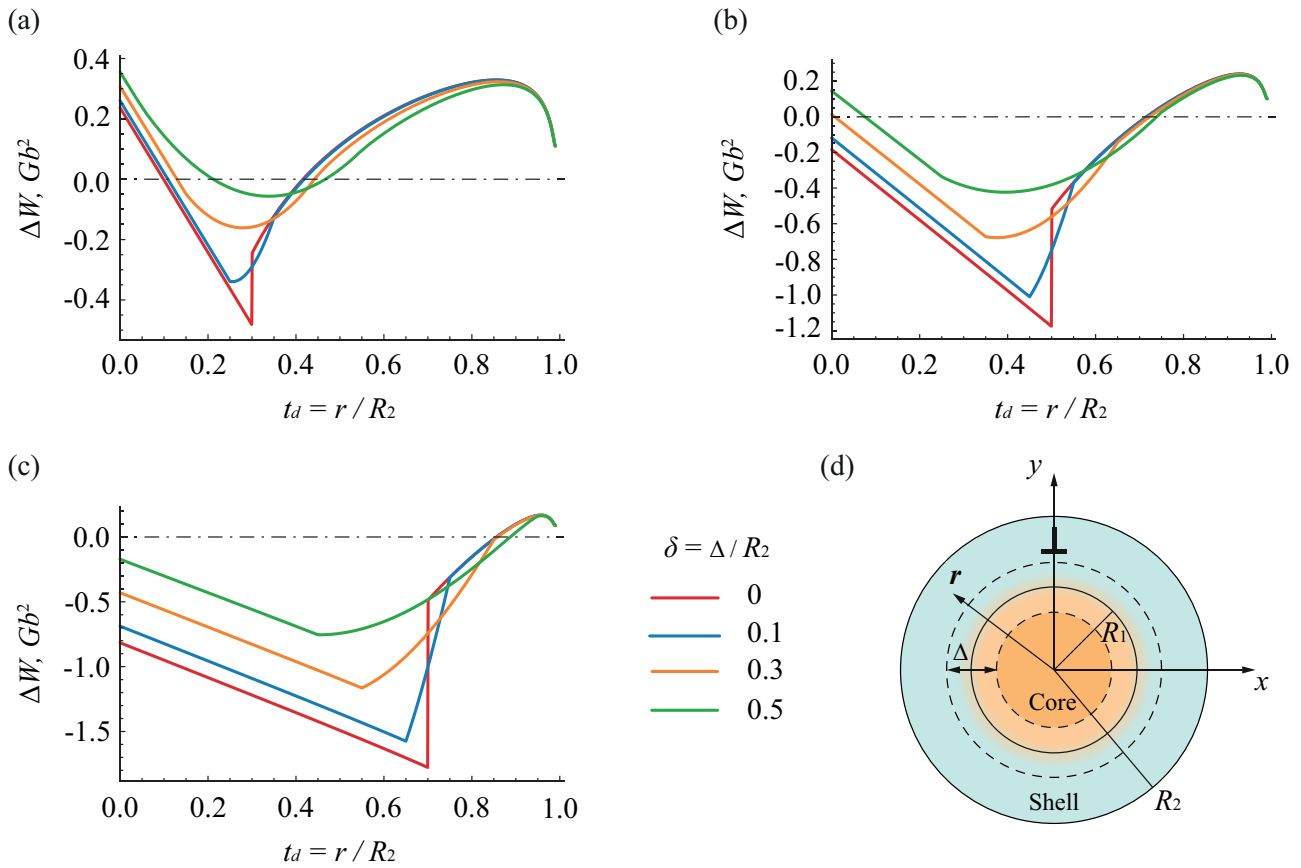 (a)
ΔW, Gb²
0.4
0.2
0.0
-0.2
-0.4
0.0 0.2 0.4 0.6 0.8 1.0
t_d = r / R₂
(b)
ΔW, Gb²
0.2
0.0
-0.2
-0.4
-0.6
-0.8
-1.0
-1.2
0.0 0.2 0.4 0.6 0.8 1.0
t_d = r / R₂
(c)
ΔW, Gb²
0.0
-0.5
-1.0
-1.5
0.0 0.2 0.4 0.6 0.8 1.0
t_d = r / R₂
δ = Δ / R₂
0
0.1
0.3
0.5
(d)
y
r
R₁
Δ
x
Core
Shell
R₂